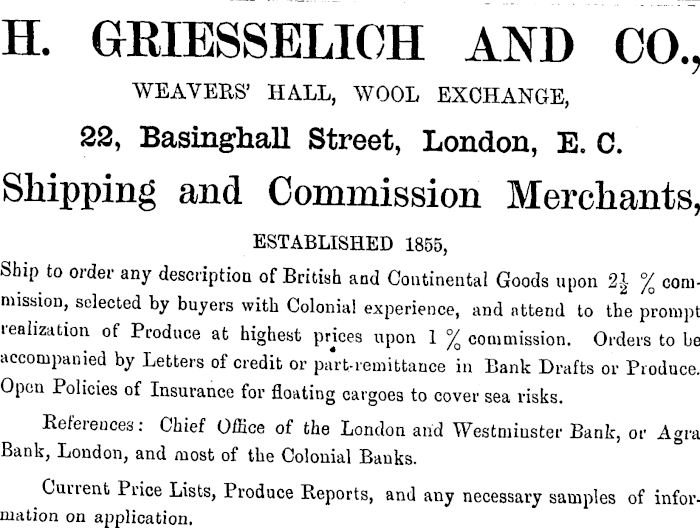 H. GRIESSELICH AND CO.,
WEAVERS' HALL, WOOL EXCHANGE,
22, Basinghall Street, London, E. C.
Shipping and Commission Merchants,
ESTABLISHED 1855,
Ship to order any description of British and Continental Goods upon 2½ % com-
mission, selected by buyers with Colonial experience, and attend to the prompt
realization of Produce at highest prices upon 1 % commission. Orders to be
accompanied by Letters of credit or part-remittance in Bank Drafts or Produce.
Open Policies of Insurance for floating cargoes to cover sea risks.
References: Chief Office of the London and Westminster Bank, or Agra
Bank, London, and most of the Colonial Banks.
Current Price Lists, Produce Reports, and any necessary samples of infor-
mation on application.